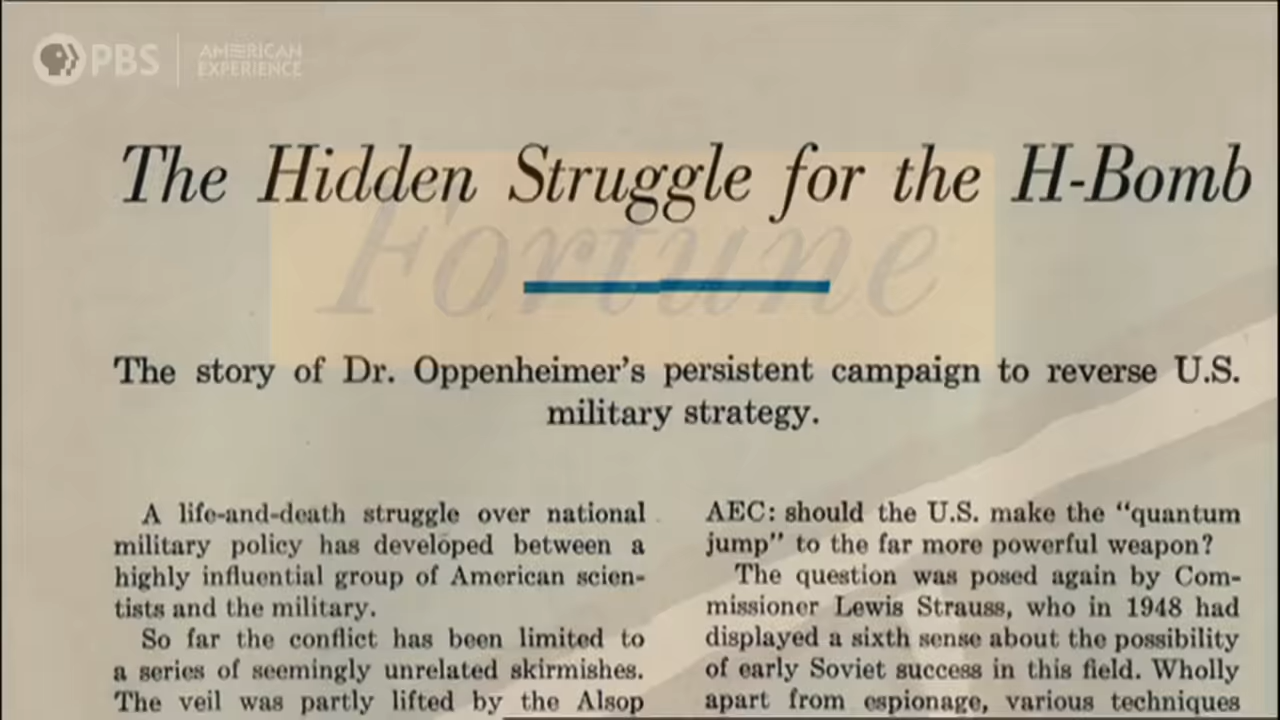 PBS
AMERICAN
EXPERIENCE
The Hidden Struggle for the H-Bomb
Fortune
The story of Dr. Oppenheimer's persistent campaign to reverse U.S.
military strategy.
A life-and-death struggle over national
military policy has developed between a
highly influential group of American scien-
tists and the military.
So far the conflict has been limited to
a series of seemingly unrelated skirmishes.
The veil was partly lifted by the Alsop
AEC: should the U.S. make the "quantum
jump" to the far more powerful weapon?
The question was posed again by Com-
missioner Lewis Strauss, who in 1948 had
displayed a sixth sense about the possibility
of early Soviet success in this field. Wholly
apart from espionage, various techniques